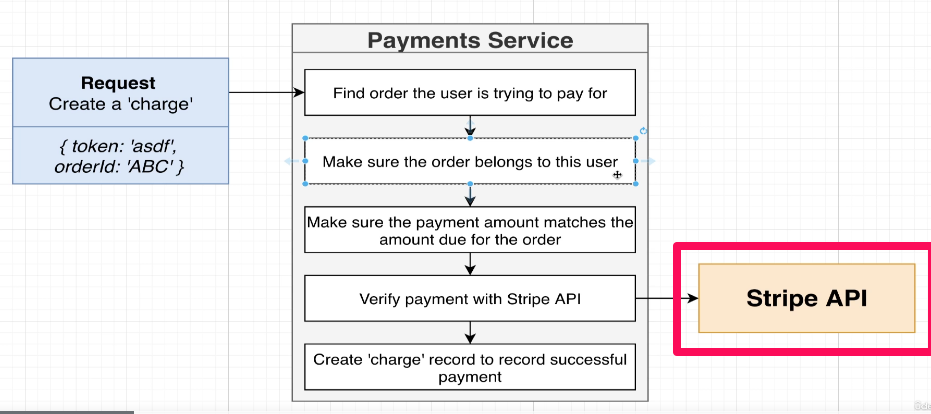 Payments Service
Request
Create a 'charge'
{ token: 'asdf',
orderId: 'ABC' }
Find order the user is trying to pay for
Make sure the order belongs to this user
Make sure the payment amount matches the
amount due for the order
Verify payment with Stripe API
Stripe API
Create 'charge' record to record successful
payment